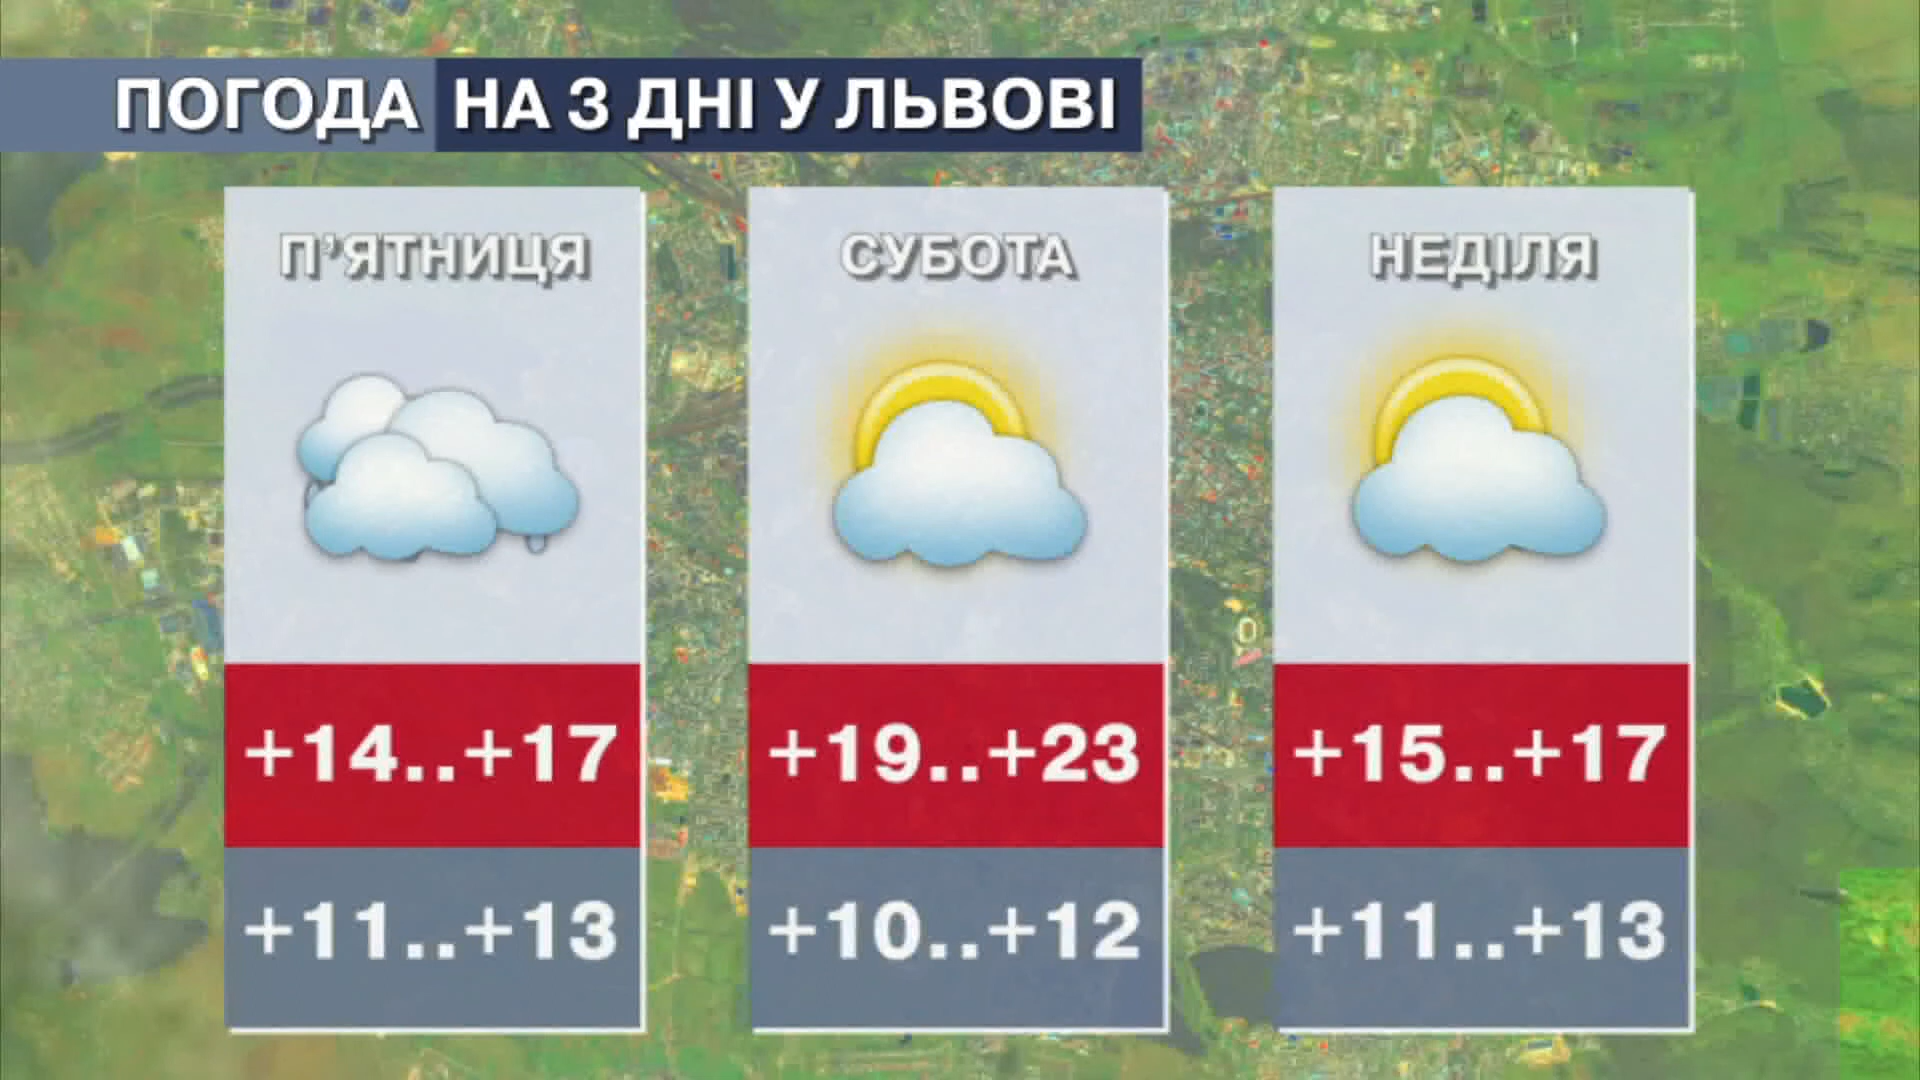 ПОГОДА НА 3 ДНІ У ЛЬВОВІ
П'ЯТНИЦЯ
+14..+17
+11..+13
СУБОТА
+19..+23
+10..+12
НЕДІЛЯ
+15..+17
+11..+13